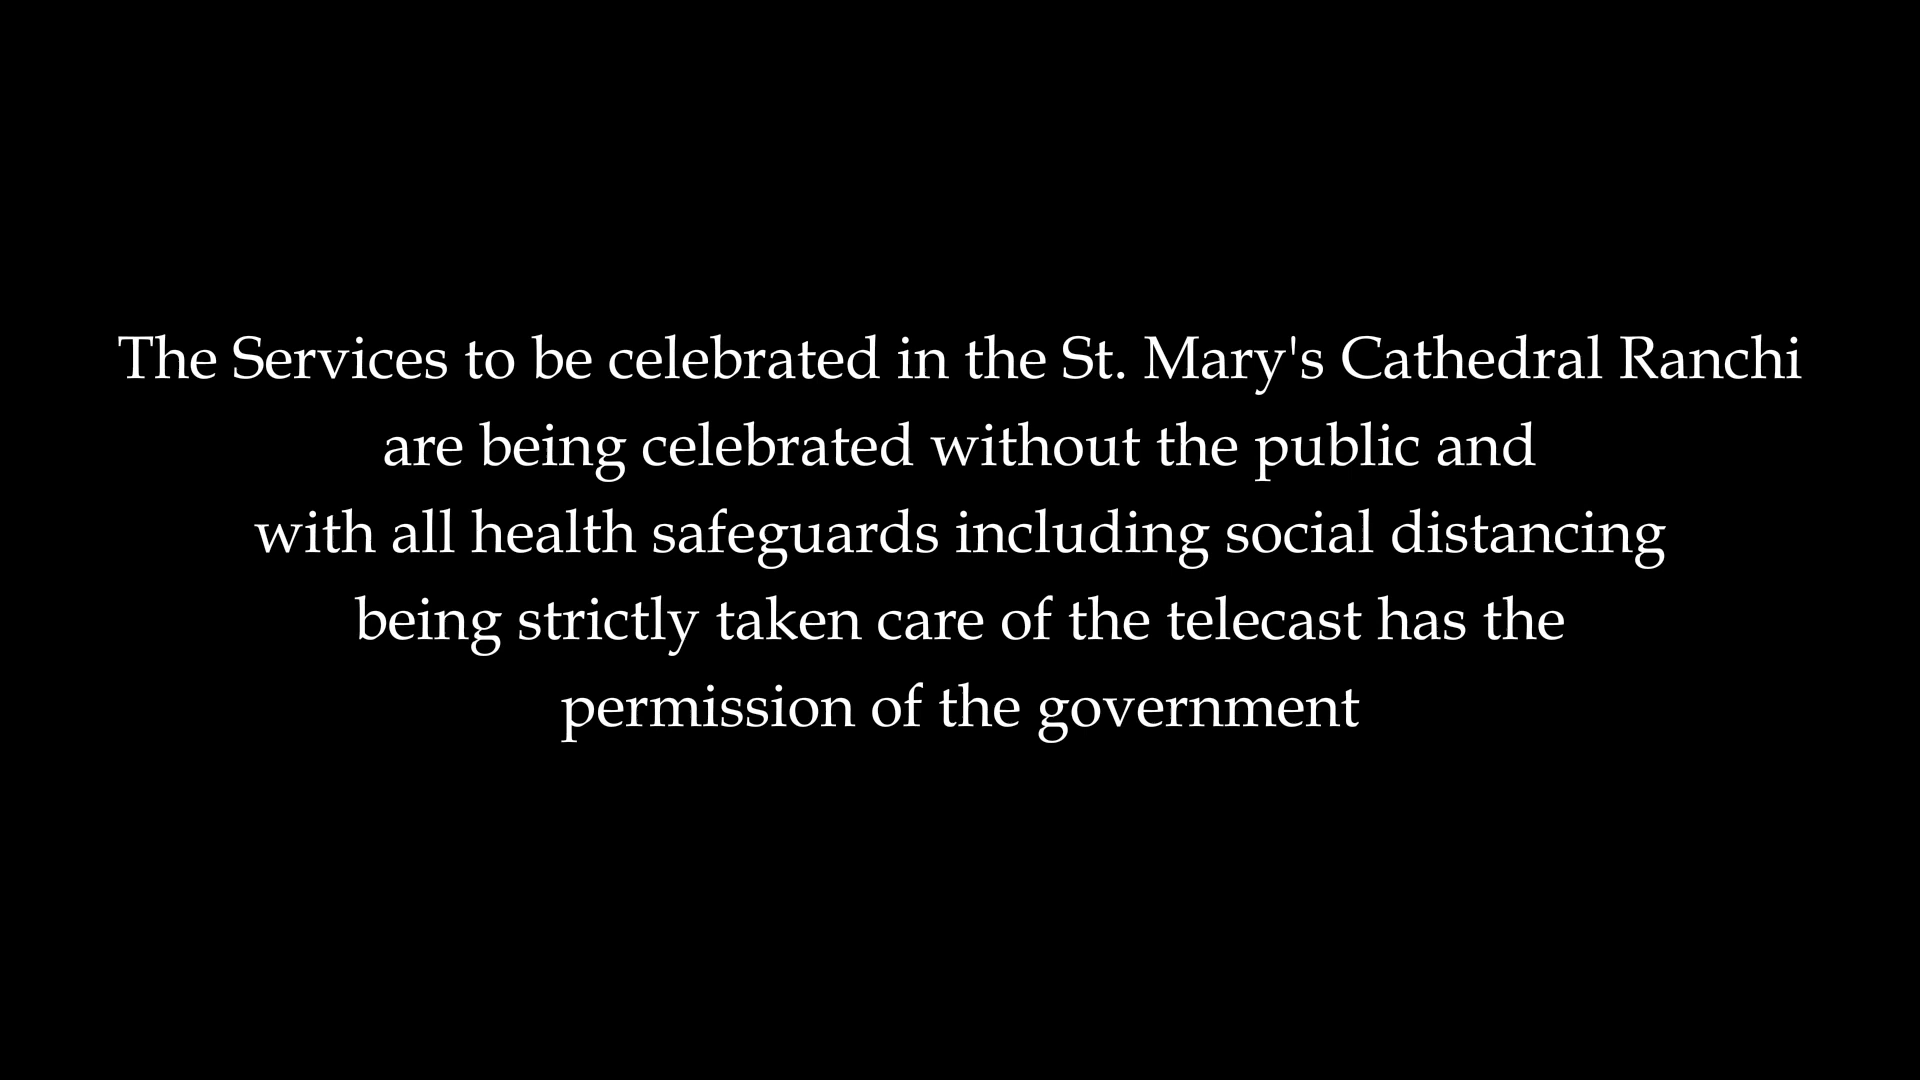 The Services to be celebrated in the St. Mary's Cathedral Ranchi
are being celebrated without the public and
with all health safeguards including social distancing
being strictly taken care of the telecast has the
permission of the government